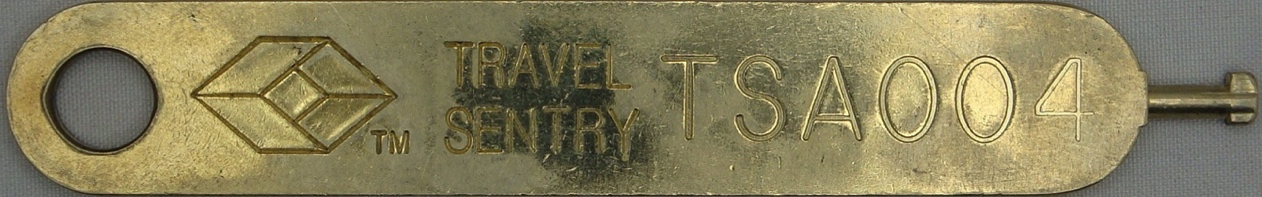 TRAVEL
SENTRY
TSA004
TM